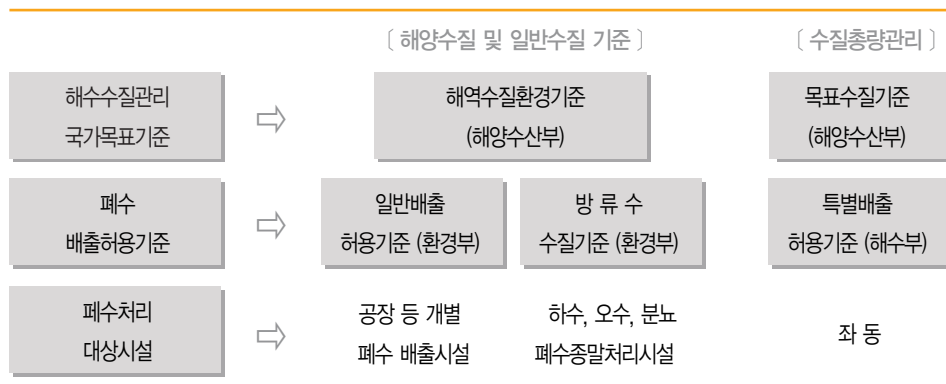 〔 해양수질 및 일반수질 기준 〕
〔 수질총량관리 〕
해수수질관리
국가목표기준
해역수질환경기준
(해양수산부)
목표수질기준
(해양수산부)
폐수
배출허용기준
일반배출
허용기준 (환경부)
방 류 수
수질기준 (환경부)
특별배출
허용기준 (해수부)
페수처리
대상시설
공장 등 개별
폐수 배출시설
하수, 오수, 분뇨
폐수종말처리시설
좌 동